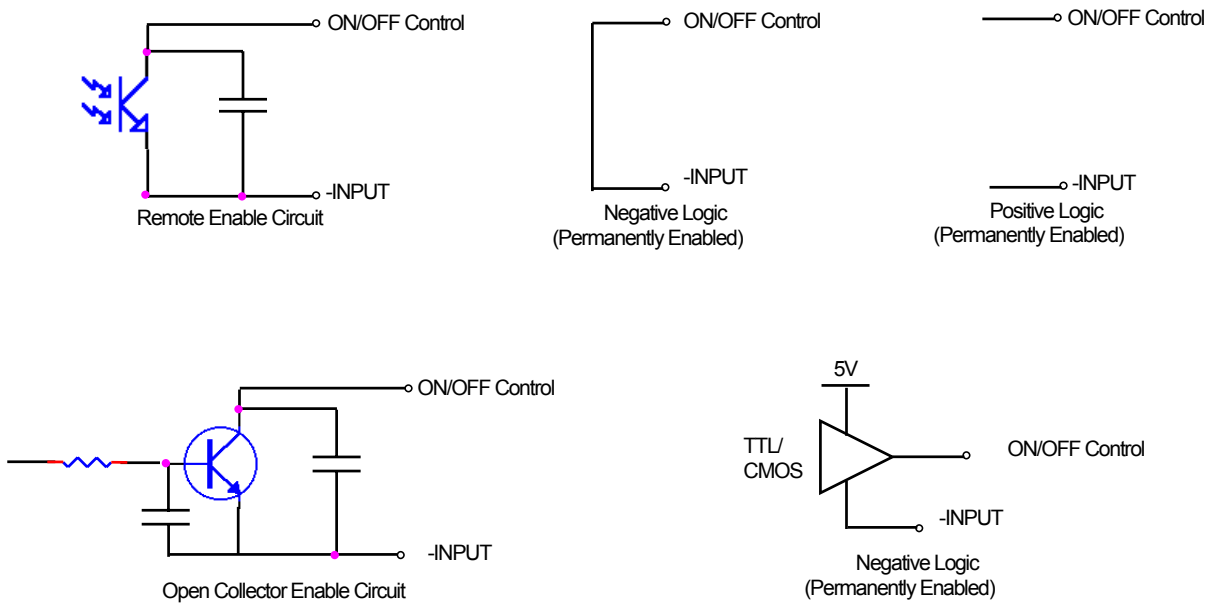 ON/OFF Control
-INPUT
Remote Enable Circuit
ON/OFF Control
-INPUT
Negative Logic
(Permanently Enabled)
ON/OFF Control
-INPUT
Positive Logic
(Permanently Enabled)
ON/OFF Control
-INPUT
Open Collector Enable Circuit
5V
TTL/
CMOS
ON/OFF Control
-INPUT
Negative Logic
(Permanently Enabled)